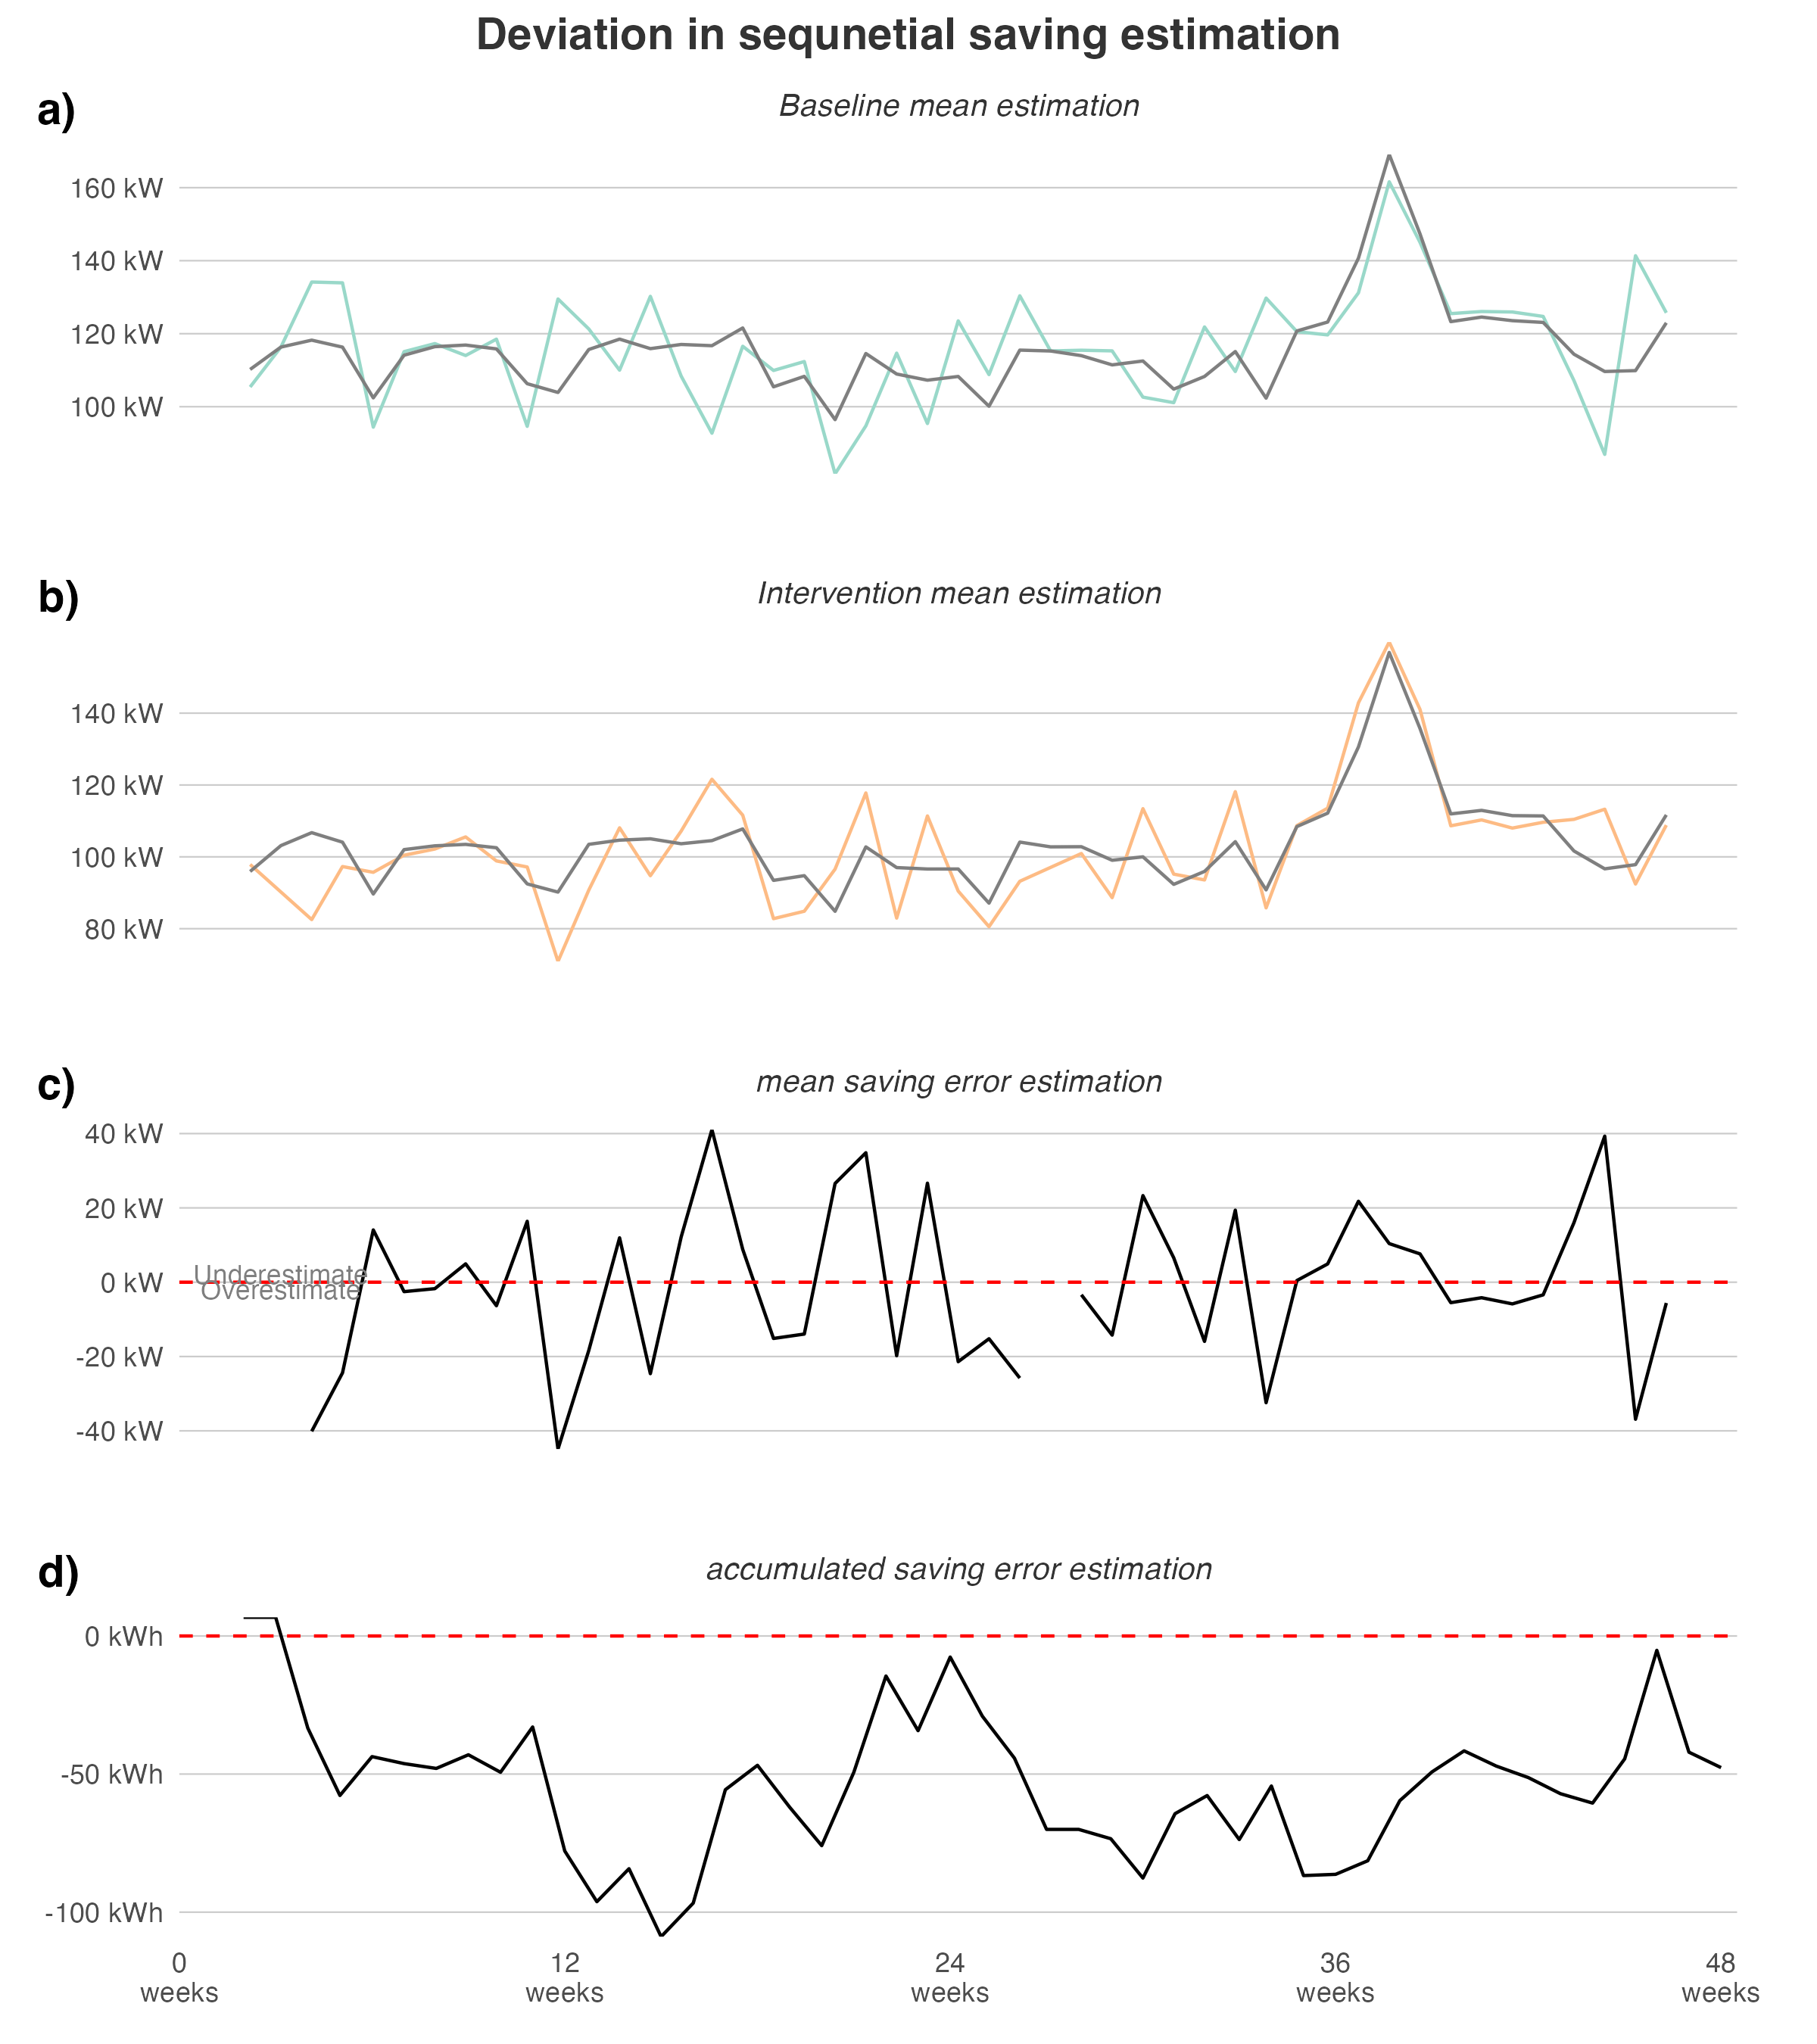 Deviation in sequnetial saving estimation
a)
Baseline mean estimation
160 kW
140 kW
120 kW
100 kW
b)
Intervention mean estimation
140 kW
120 kW
100 kW
80 kW
c)
mean saving error estimation
40 kW
20 kW
0 kW
Underestimate
Overestimate
-20 kW
-40 kW
d)
accumulated saving error estimation
0 kWh
-50 kWh
-100 kWh
0
weeks
12
weeks
24
weeks
36
weeks
48
weeks